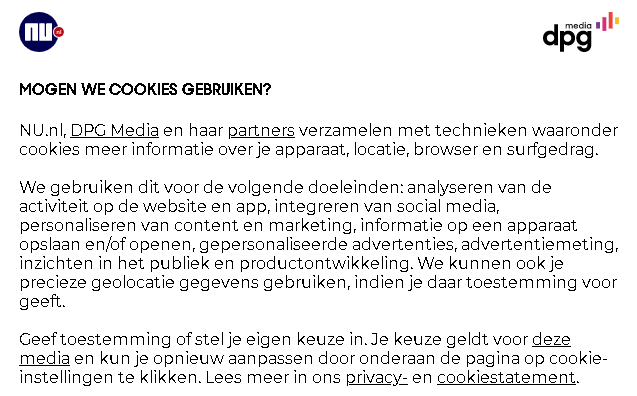 NU.nl
media
dpg
MOGEN WE COOKIES GEBRUIKEN?
NU.nl, DPG Media en haar partners verzamelen met technieken waaronder
cookies meer informatie over je apparaat, locatie, browser en surfgedrag.
We gebruiken dit voor de volgende doeleinden: analyseren van de
activiteit op de website en app, integreren van social media,
personaliseren van content en marketing, informatie op een apparaat
opslaan en/of openen, gepersonaliseerde advertenties, advertentiemeting,
inzichten in het publiek en productontwikkeling. We kunnen ook je
precieze geolocatie gegevens gebruiken, indien je daar toestemming voor
geeft.
Geef toestemming of stel je eigen keuze in. Je keuze geldt voor deze
media en kun je opnieuw aanpassen door onderaan de pagina op cookie-
instellingen te klikken. Lees meer in ons privacy- en cookiestatement.